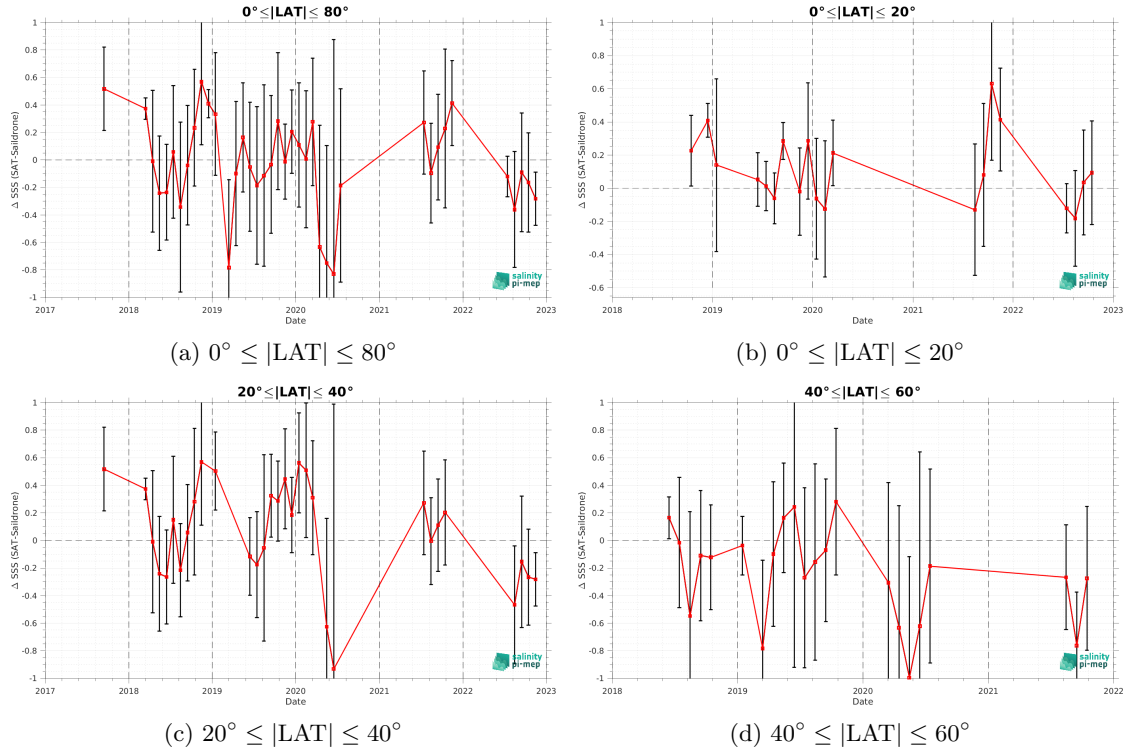 0°≤|LAT|≤ 80°
1
0.8
0.6
0.4
0.2
0
-0.2
-0.4
-0.6
-0.8
-1
Δ SSS (SAT-Saildrone)
2017 2018 2019 2020 2021 2022 2023
Date
salinity
pi-mep
(a) 0° ≤ |LAT| ≤ 80°
0°≤|LAT|≤ 20°
1
0.8
0.6
0.4
0.2
0
-0.2
-0.4
-0.6
Δ SSS (SAT-Saildrone)
2018 2019 2020 2021 2022 2023
Date
salinity
pi-mep
(b) 0° ≤ |LAT| ≤ 20°
20°≤|LAT|≤ 40°
1
0.8
0.6
0.4
0.2
0
-0.2
-0.4
-0.6
-0.8
-1
Δ SSS (SAT-Saildrone)
2017 2018 2019 2020 2021 2022 2023
Date
salinity
pi-mep
(c) 20° ≤ |LAT| ≤ 40°
40°≤|LAT|≤ 60°
1
0.8
0.6
0.4
0.2
0
-0.2
-0.4
-0.6
-0.8
-1
Δ SSS (SAT-Saildrone)
2018 2019 2020 2021 2022
Date
salinity
pi-mep
(d) 40° ≤ |LAT| ≤ 60°